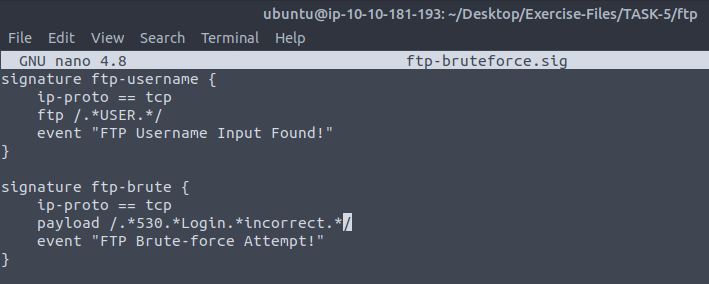 ubuntu@ip-10-10-181-193: ~/Desktop/Exercise-Files/TASK-5/ftp
File Edit View Search Terminal Help
GNU nano 4.8 ftp-bruteforce.sig
signature ftp-username {
    ip-proto == tcp
    ftp /.*USER.*/
    event "FTP Username Input Found!"
}

signature ftp-brute {
    ip-proto == tcp
    payload /.*530.*Login.*incorrect.*/
    event "FTP Brute-force Attempt!"
}